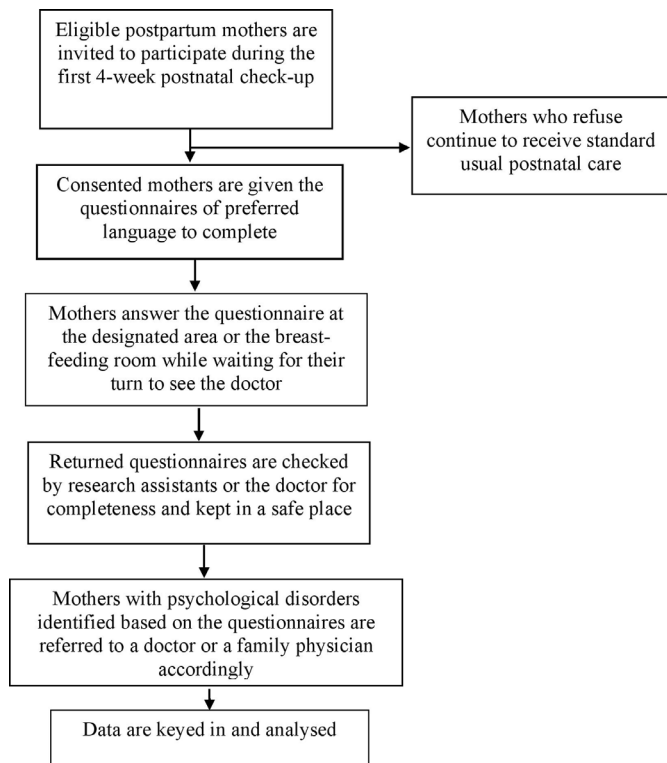 Eligible postpartum mothers are
invited to participate during the
first 4-week postnatal check-up
Mothers who refuse
continue to receive standard
usual postnatal care
Consented mothers are given the
questionnaires of preferred
language to complete
Mothers answer the questionnaire at
the designated area or the breast-
feeding room while waiting for their
turn to see the doctor
Returned questionnaires are checked
by research assistants or the doctor for
completeness and kept in a safe place
Mothers with psychological disorders
identified based on the questionnaires are
referred to a doctor or a family physician
accordingly
Data are keyed in and analysed